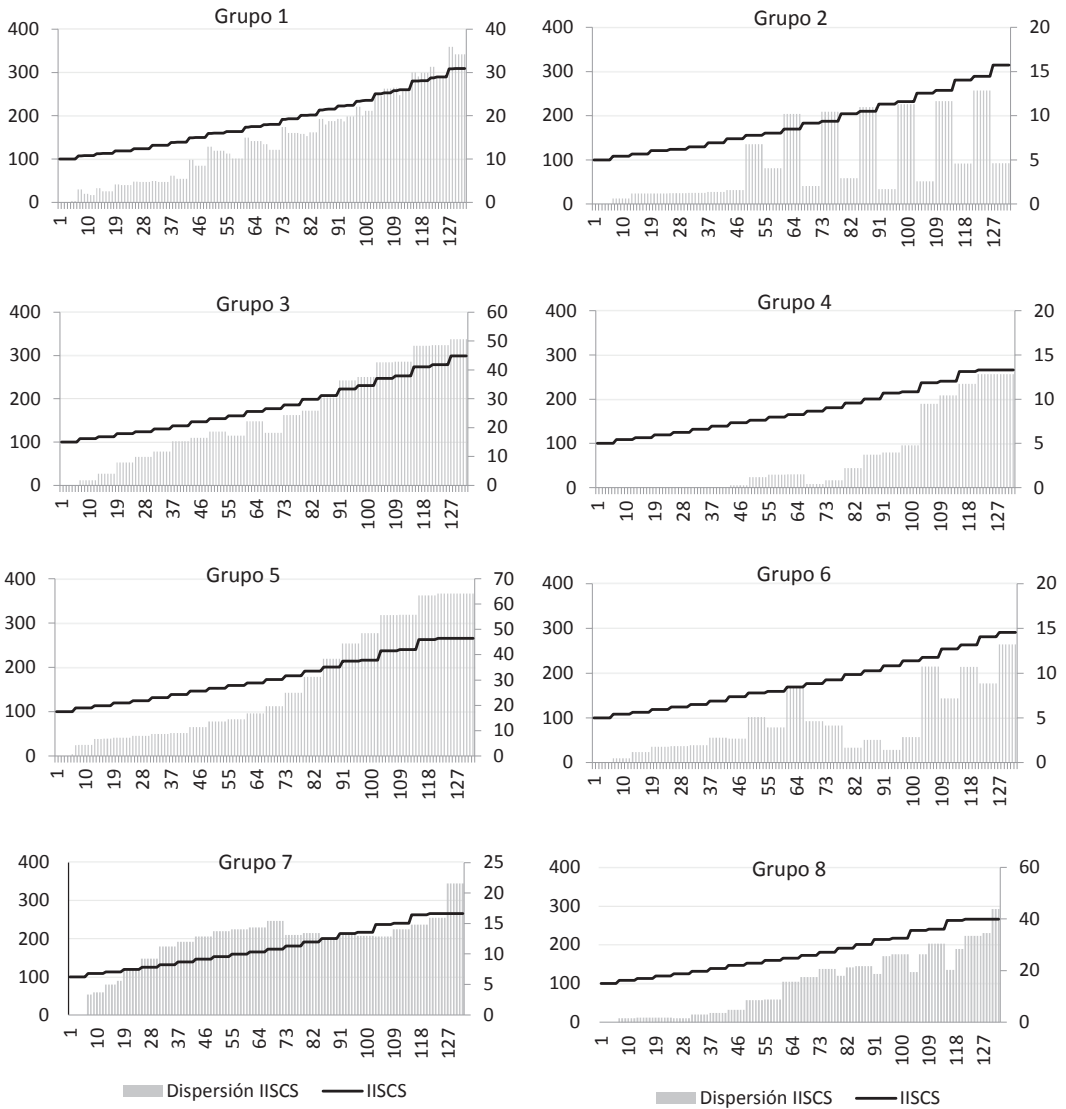 Grupo 1
400 300 200 100 0
40 30 20 10 0
1 10 19 28 37 46 55 64 73 82 91 100 109 118 127
Grupo 2
400 300 200 100 0
20 15 10 5 0
1 10 19 28 37 46 55 64 73 82 91 100 109 118 127
Grupo 3
400 300 200 100 0
60 50 40 30 20 10 0
1 10 19 28 37 46 55 64 73 82 91 100 109 118 127
Grupo 4
400 300 200 100 0
20 15 10 5 0
1 10 19 28 37 46 55 64 73 82 91 100 109 118 127
Grupo 5
400 300 200 100 0
70 60 50 40 30 20 10 0
1 10 19 28 37 46 55 64 73 82 91 100 109 118 127
Grupo 6
400 300 200 100 0
20 15 10 5 0
1 10 19 28 37 46 55 64 73 82 91 100 109 118 127
Grupo 7
400 300 200 100 0
25 20 15 10 5 0
1 10 19 28 37 46 55 64 73 82 91 100 109 118 127
Dispersión IISCS IISCS
Grupo 8
400 300 200 100 0
60 40 20 0
1 10 19 28 37 46 55 64 73 82 91 100 109 118 127
Dispersión IISCS IISCS